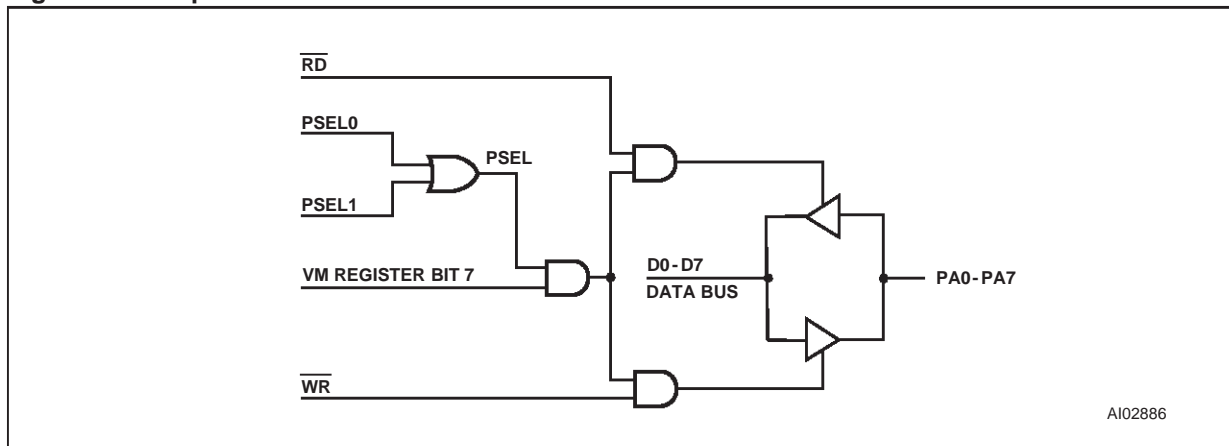 RD
PSEL0
PSEL
PSEL1
VM REGISTER BIT 7
D0-D7
DATA BUS
PA0-PA7
WR
AI02886